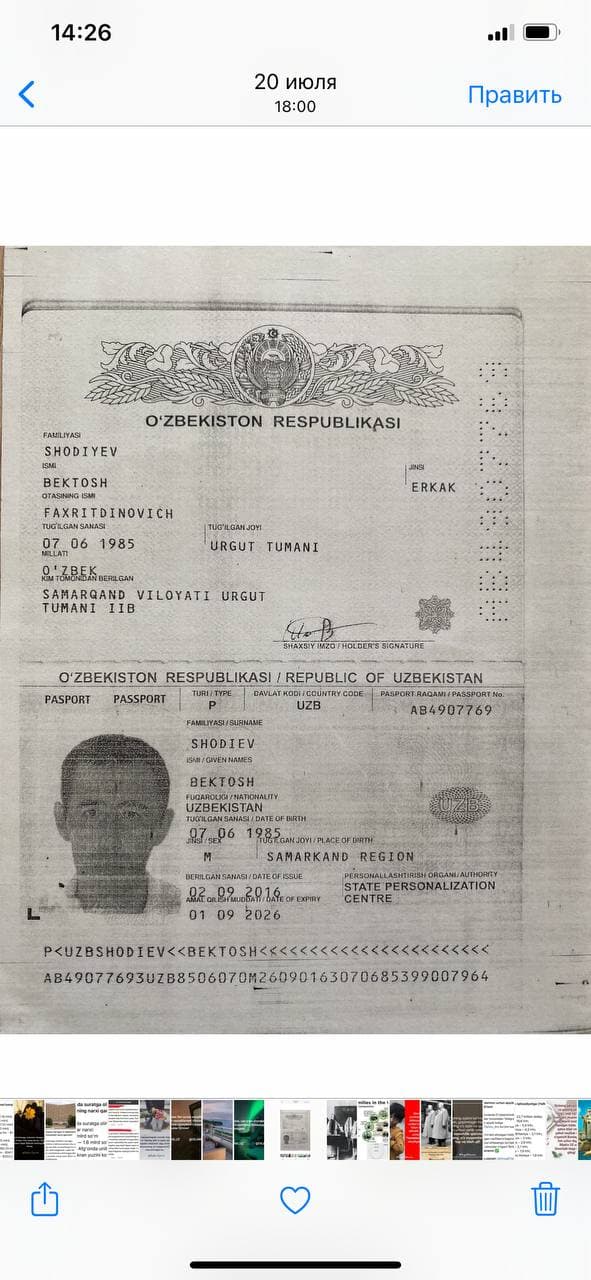 14:26
20 июля
18:00
Править
O‘ZBEKISTON RESPUBLIKASI
FAMILIYASI
SHODIYEV
ISMI
JINSI
BEKTOSH
ERKAK
OTASINING ISMI
FAXRITDINOVICH
TUG‘ILGAN SANASI
TUG‘ILGAN JOYI
07 06 1985
URGUT TUMANI
MILLATI
O'ZBEK
KIM TOMONIDAN BERILGAN
SAMARQAND VILOYATI URGUT
TUMANI IIB
SHAXSIY IMZO / HOLDER'S SIGNATURE
O‘ZBEKISTON RESPUBLIKASI / REPUBLIC OF UZBEKISTAN
PASPORT PASSPORT
TURI / TYPE
DAVLAT KODI / COUNTRY CODE
PASPORT RAQAMI / PASSPORT No.
P
UZB
AB4907769
FAMILIYASI / SURNAME
SHODIEV
ISMI / GIVEN NAMES
BEKTOSH
FUQAROLIGI / NATIONALITY
UZBEKISTAN
UZB
TUG‘ILGAN SANASI / DATE OF BIRTH
07 06 1985
JINSI / SEX
TUG‘ILGAN JOYI / PLACE OF BIRTH
M
SAMARKAND REGION
BERILGAN SANASI / DATE OF ISSUE
PERSONALLASHTIRISH ORGANI / AUTHORITY
02 09 2016
STATE PERSONALIZATION
CENTRE
AMAL QILISH MUDDATI / DATE OF EXPIRY
01 09 2026
P<UZBSHODIEV<<BEKTOSH<<<<<<<<<<<<<<<<<<<<<<<
AB49077693UZB8506070M26090163070685399007964